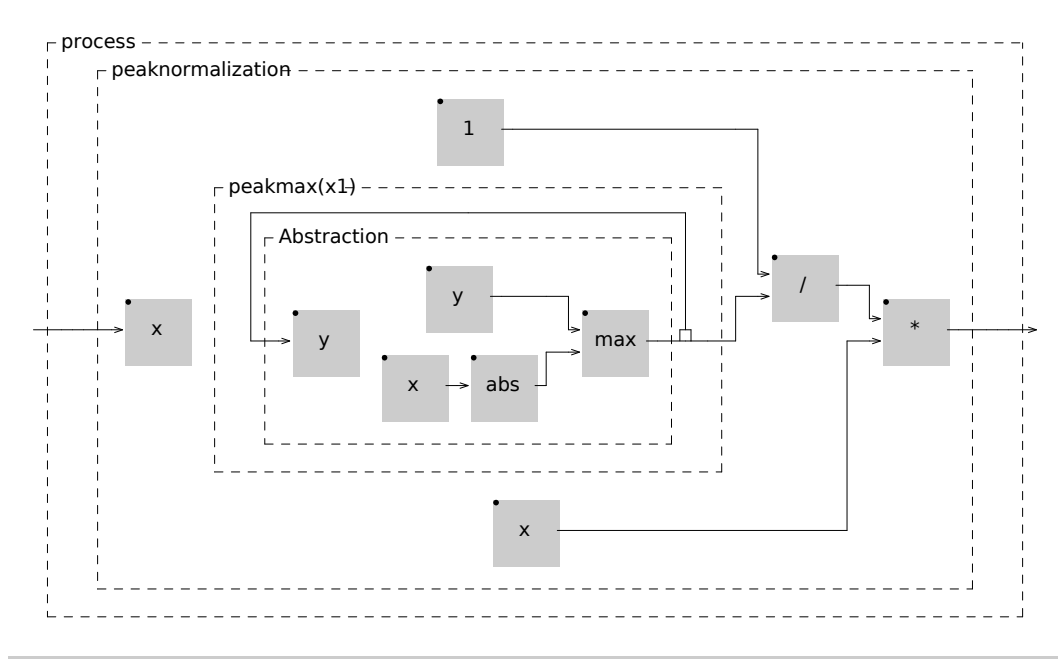 process
peaknormalization
1
peakmax(x1)
Abstraction
y
/
x
y
max
*
x
abs
x